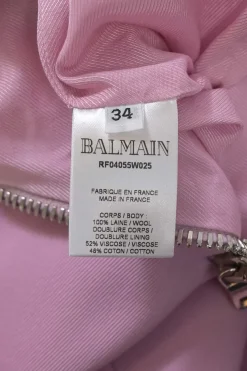 34
BALMAIN
RF04055W025
FABRIQUE EN FRANCE
MADE IN FRANCE
CORPS / BODY :
100% LAINE / WOOL
DOUBLURE CORPS /
DOUBLURE LINING
52% VISCOSE / VISCOSE
48% COTON / COTTON